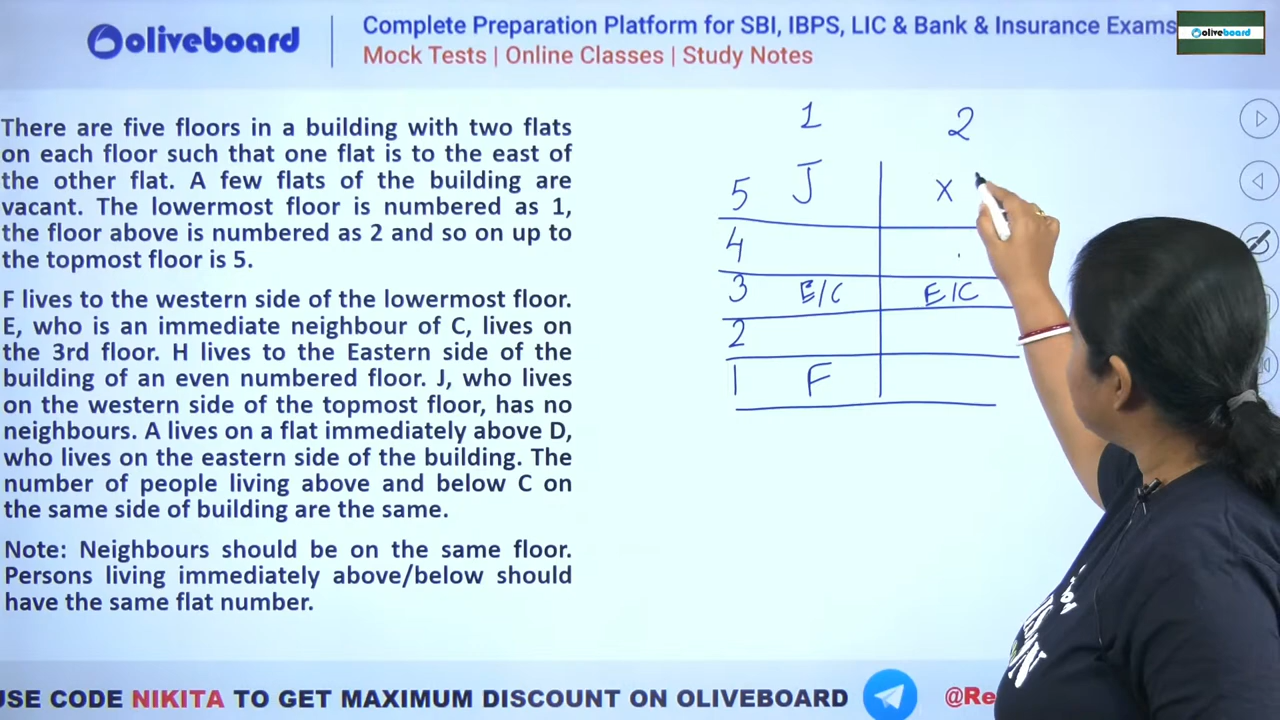 oliveboard
Complete Preparation Platform for SBI, IBPS, LIC & Bank & Insurance Exams
Mock Tests | Online Classes | Study Notes
oliveboard
There are five floors in a building with two flats
on each floor such that one flat is to the east of
the other flat. A few flats of the building are
vacant. The lowermost floor is numbered as 1,
the floor above is numbered as 2 and so on up to
the topmost floor is 5.
F lives to the western side of the lowermost floor.
E, who is an immediate neighbour of C, lives on
the 3rd floor. H lives to the Eastern side of the
building of an even numbered floor. J, who lives
on the western side of the topmost floor, has no
neighbours. A lives on a flat immediately above D,
who lives on the eastern side of the building. The
number of people living above and below C on
the same side of building are the same.
Note: Neighbours should be on the same floor.
Persons living immediately above/below should
have the same flat number.
1 2
5 J X
4
3 E/C E/C
2
1 F
USE CODE NIKITA TO GET MAXIMUM DISCOUNT ON OLIVEBOARD
@Re